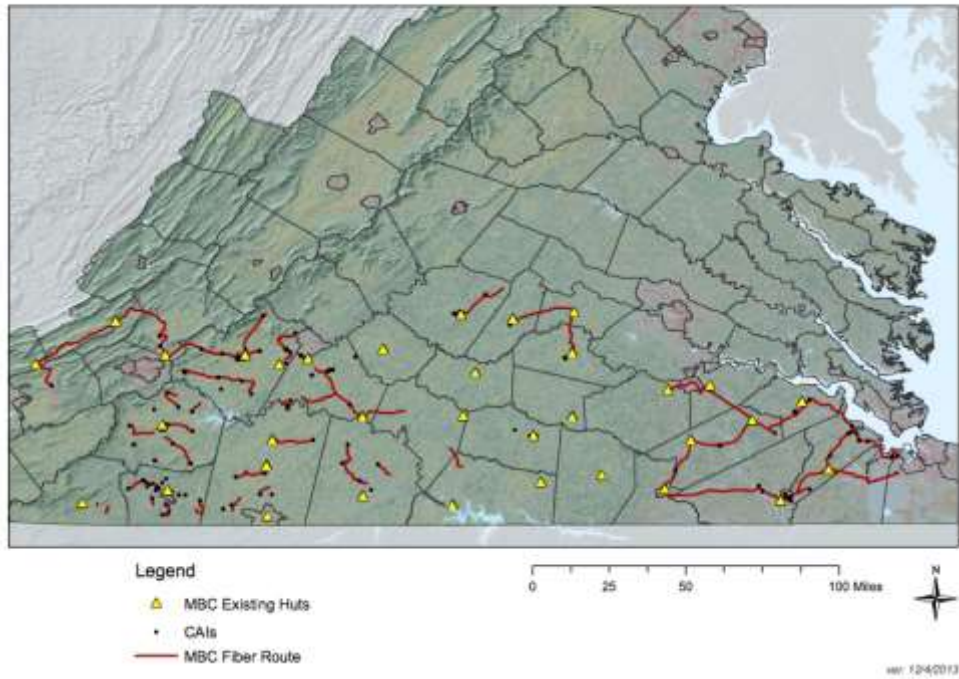 Legend
MBC Existing Huts
CAIs
MBC Fiber Route
0 25 50 100 Miles
N
ver: 12/4/2013